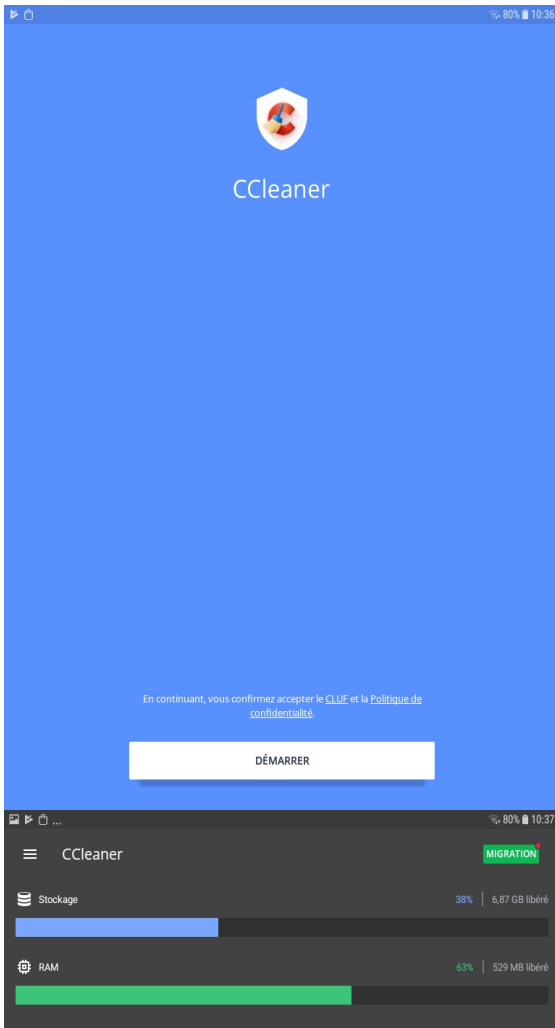 80% 10:36
CCleaner
En continuant, vous confirmez accepter le CLUF et la Politique de
confidentialité.
DÉMARRER
... 80% 10:37
CCleaner MIGRATION
Stockage 38% 6,87 GB libéré
RAM 63% 529 MB libéré